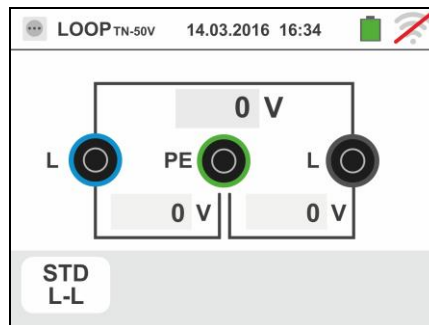 LOOP TN-50V 14.03.2016 16:34
0 V
L PE L
0 V 0 V
STD
L-L